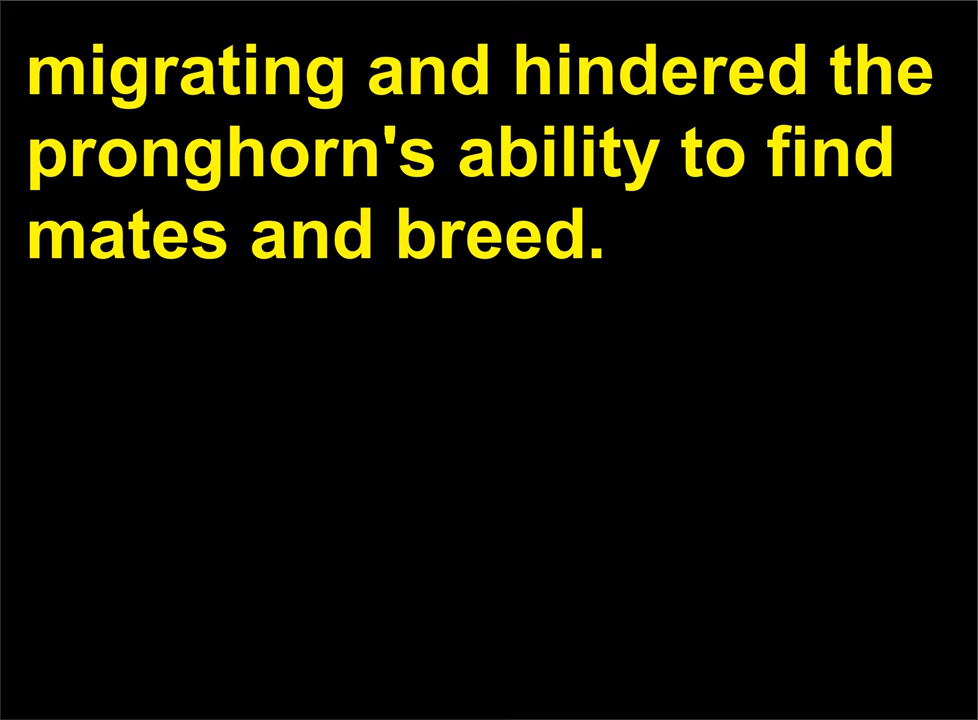 migrating and hindered the
pronghorn's ability to find
mates and breed.